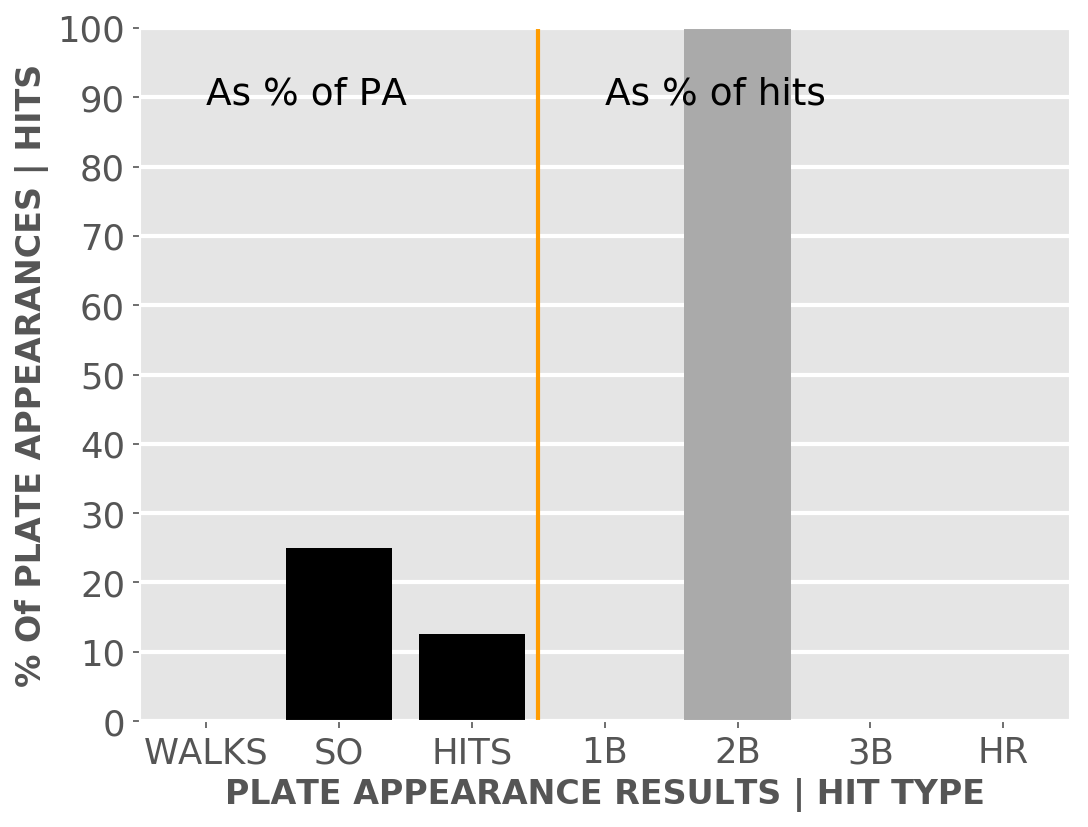 100
90
80
70
60
50
40
30
20
10
0
% Of PLATE APPEARANCES | HITS
As % of PA
As % of hits
WALKS SO HITS 1B 2B 3B HR
PLATE APPEARANCE RESULTS | HIT TYPE